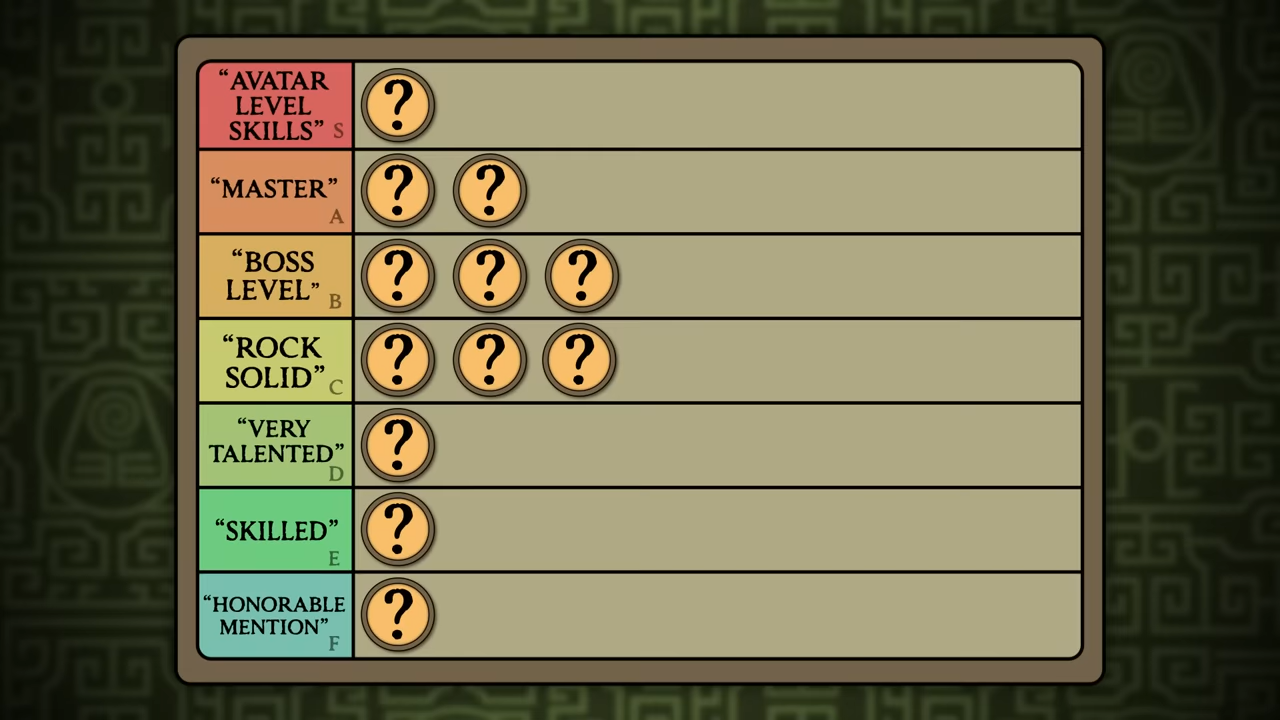 “AVATAR
LEVEL
SKILLS” S
?
“MASTER”
A
? ?
“BOSS
LEVEL” B
? ? ?
“ROCK
SOLID” C
? ? ?
“VERY
TALENTED”
D
?
“SKILLED”
E
?
“HONORABLE
MENTION”
F
?